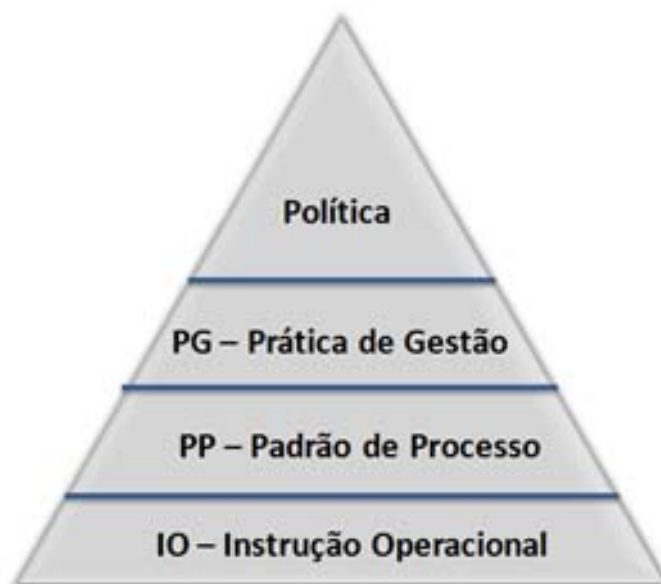 Política
PG – Prática de Gestão
PP – Padrão de Processo
IO – Instrução Operacional